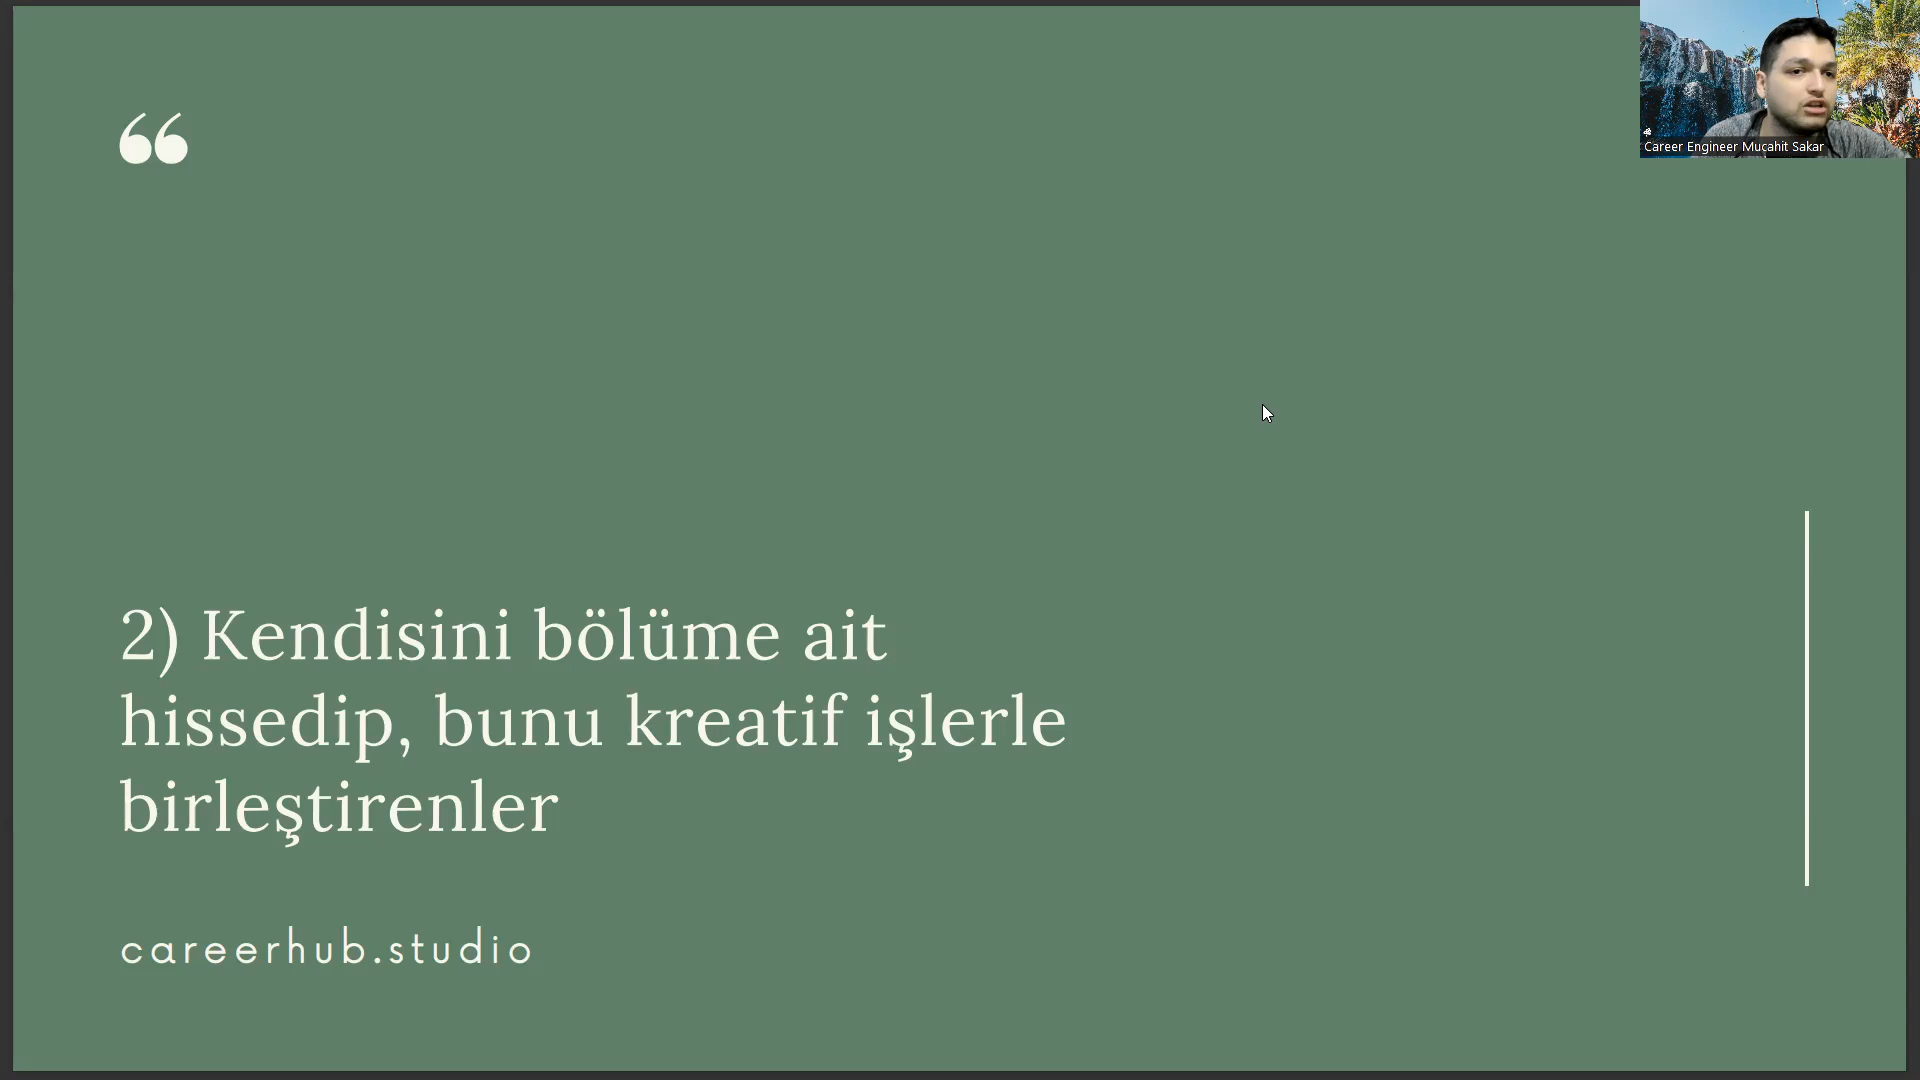 Career Engineer Mucahit Sakar
“
2) Kendisini bölüme ait
hissedip, bunu kreatif işlerle
birleştirenler
careerhub.studio